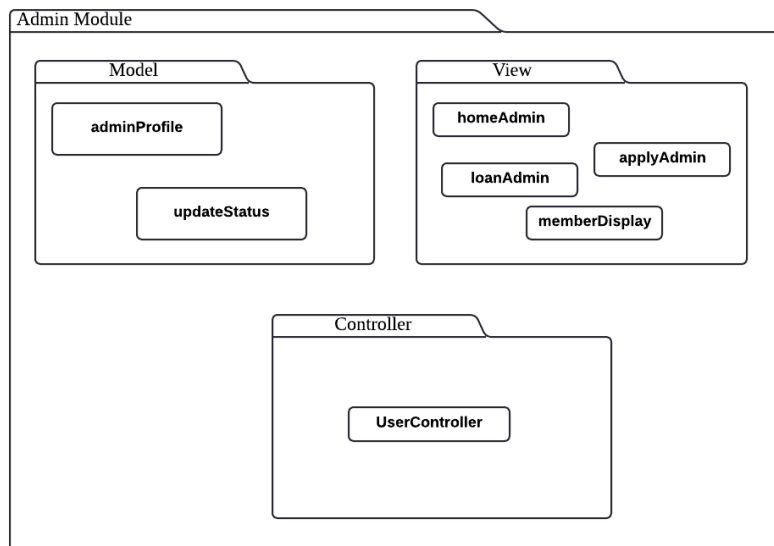 Admin Module
Model
adminProfile
updateStatus
View
homeAdmin
applyAdmin
loanAdmin
memberDisplay
Controller
UserController